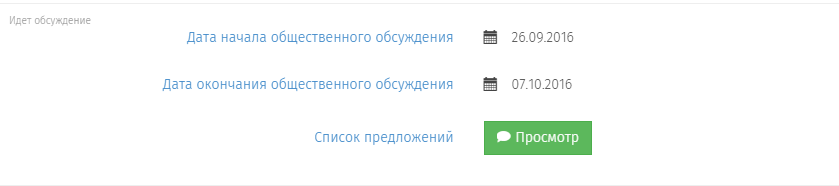 Идет обсуждение
Дата начала общественного обсуждения 26.09.2016
Дата окончания общественного обсуждения 07.10.2016
Список предложений Просмотр